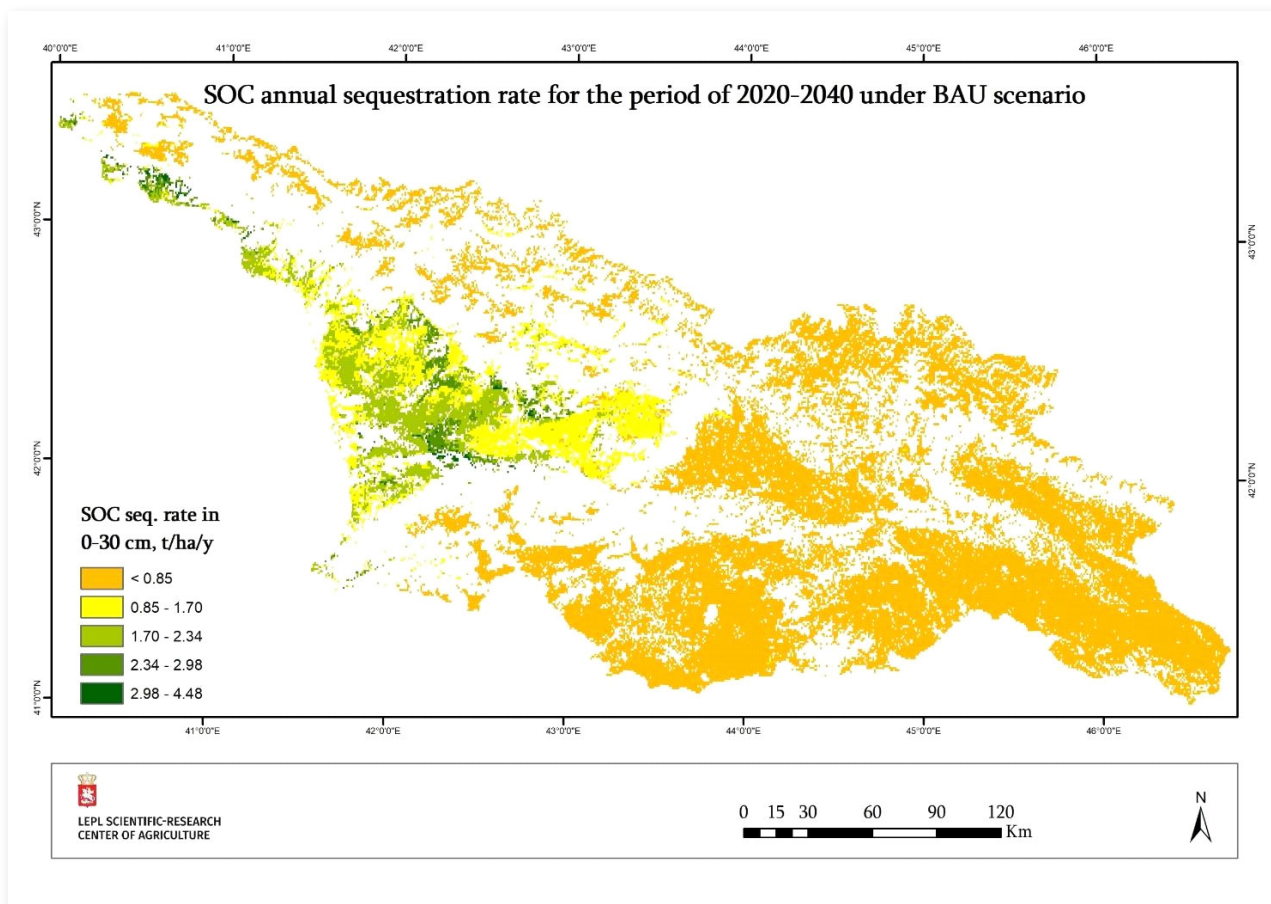 40°0'0"E 41°0'0"E 42°0'0"E 43°0'0"E 44°0'0"E 45°0'0"E 46°0'0"E
SOC annual sequestration rate for the period of 2020-2040 under BAU scenario
43°0'0"N
43°0'0"N
42°0'0"N
42°0'0"N
SOC seq. rate in
0-30 cm, t/ha/y
< 0.85
0.85 - 1.70
1.70 - 2.34
2.34 - 2.98
2.98 - 4.48
41°0'0"N
41°0'0"E 42°0'0"E 43°0'0"E 44°0'0"E 45°0'0"E 46°0'0"E
LEPL SCIENTIFIC-RESEARCH
CENTER OF AGRICULTURE
0 15 30 60 90 120
Km
N